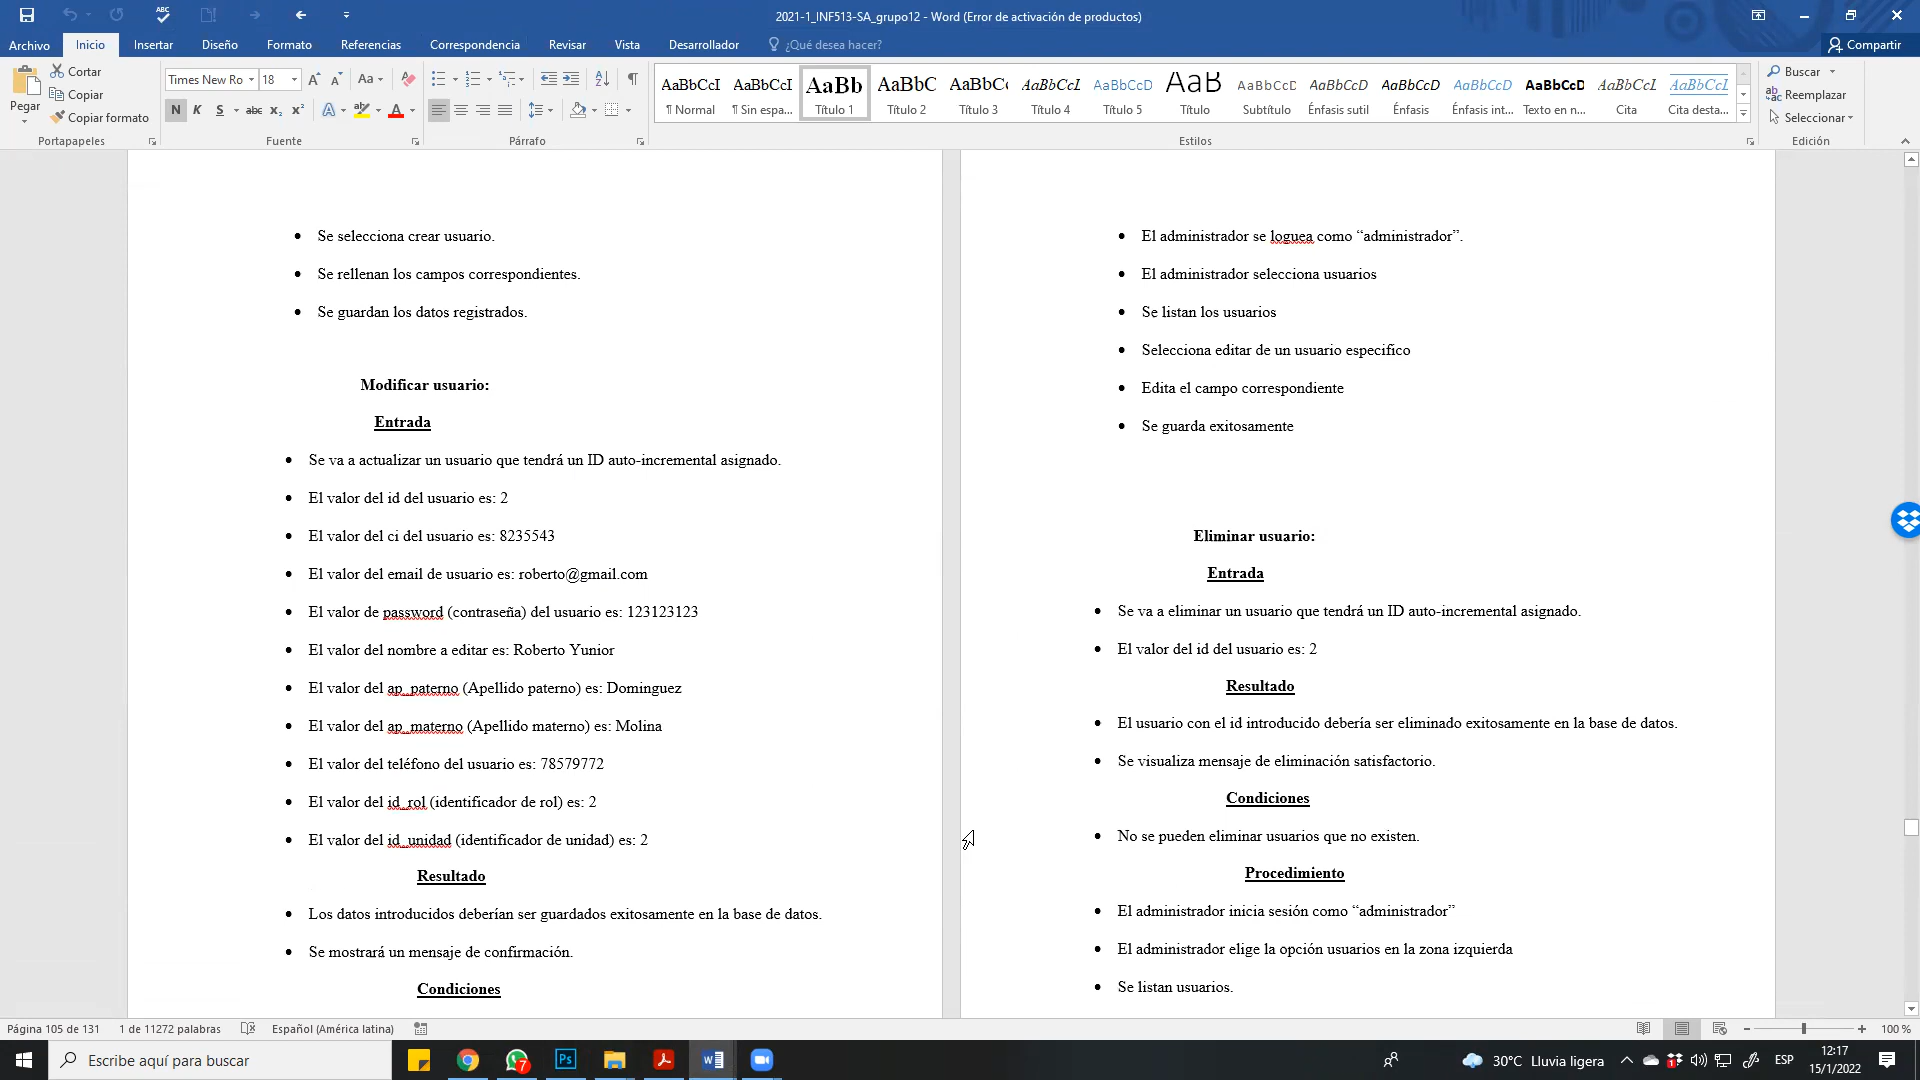 2021-1_INF513-SA_grupo12 - Word (Error de activación de productos)
Archivo Inicio Insertar Diseño Formato Referencias Correspondencia Revisar Vista Desarrollador ¿Qué desea hacer? Compartir
Pegar
Cortar
Copiar
Copiar formato
Portapapeles
Times New Ro 18
N K S abc x₂ x²
Fuente
Párrafo
AaBbCcI AaBbCcI AaBb AaBbC AaBbCc AaBbCcL AaBbCcD AaB AaBbCcD AaBbCcD AaBbCcD AaBbCcD AaBbCcD AaBbCcL AaBbCcL
¶ Normal ¶ Sin espa... Título 1 Título 2 Título 3 Título 4 Título 5 Título Subtítulo Énfasis sutil Énfasis Énfasis int... Texto en n... Cita Cita desta...
Estilos
Buscar
Reemplazar
Seleccionar
Edición
• Se selecciona crear usuario.
• Se rellenan los campos correspondientes.
• Se guardan los datos registrados.
Modificar usuario:
Entrada
• Se va a actualizar un usuario que tendrá un ID auto-incremental asignado.
• El valor del id del usuario es: 2
• El valor del ci del usuario es: 8235543
• El valor del email de usuario es: roberto@gmail.com
• El valor de password (contraseña) del usuario es: 123123123
• El valor del nombre a editar es: Roberto Yunior
• El valor del ap_paterno (Apellido paterno) es: Dominguez
• El valor del ap_materno (Apellido materno) es: Molina
• El valor del teléfono del usuario es: 78579772
• El valor del id_rol (identificador de rol) es: 2
• El valor del id_unidad (identificador de unidad) es: 2
Resultado
• Los datos introducidos deberían ser guardados exitosamente en la base de datos.
• Se mostrará un mensaje de confirmación.
Condiciones
• El administrador se loguea como “administrador”.
• El administrador selecciona usuarios
• Se listan los usuarios
• Selecciona editar de un usuario especifico
• Edita el campo correspondiente
• Se guarda exitosamente
Eliminar usuario:
Entrada
• Se va a eliminar un usuario que tendrá un ID auto-incremental asignado.
• El valor del id del usuario es: 2
Resultado
• El usuario con el id introducido debería ser eliminado exitosamente en la base de datos.
• Se visualiza mensaje de eliminación satisfactorio.
Condiciones
• No se pueden eliminar usuarios que no existen.
Procedimiento
• El administrador inicia sesión como “administrador”
• El administrador elige la opción usuarios en la zona izquierda
• Se listan usuarios.
Página 105 de 131 1 de 11272 palabras Español (América latina) 100 %
Escribe aquí para buscar
7
Ps
30°C Lluvia ligera
ESP
12:17
15/1/2022